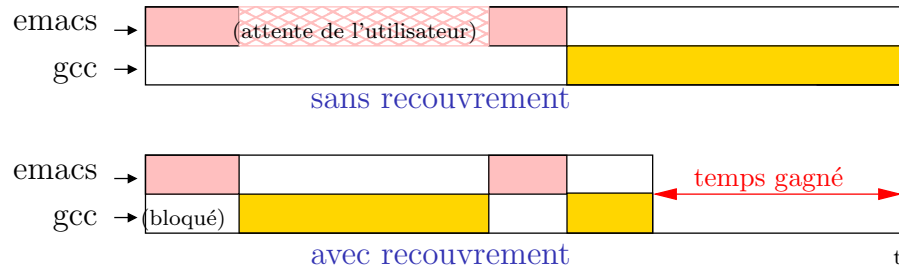 emacs
(attente de l'utilisateur)
gcc
sans recouvrement
emacs
temps gagné
gcc
(bloqué)
avec recouvrement
t